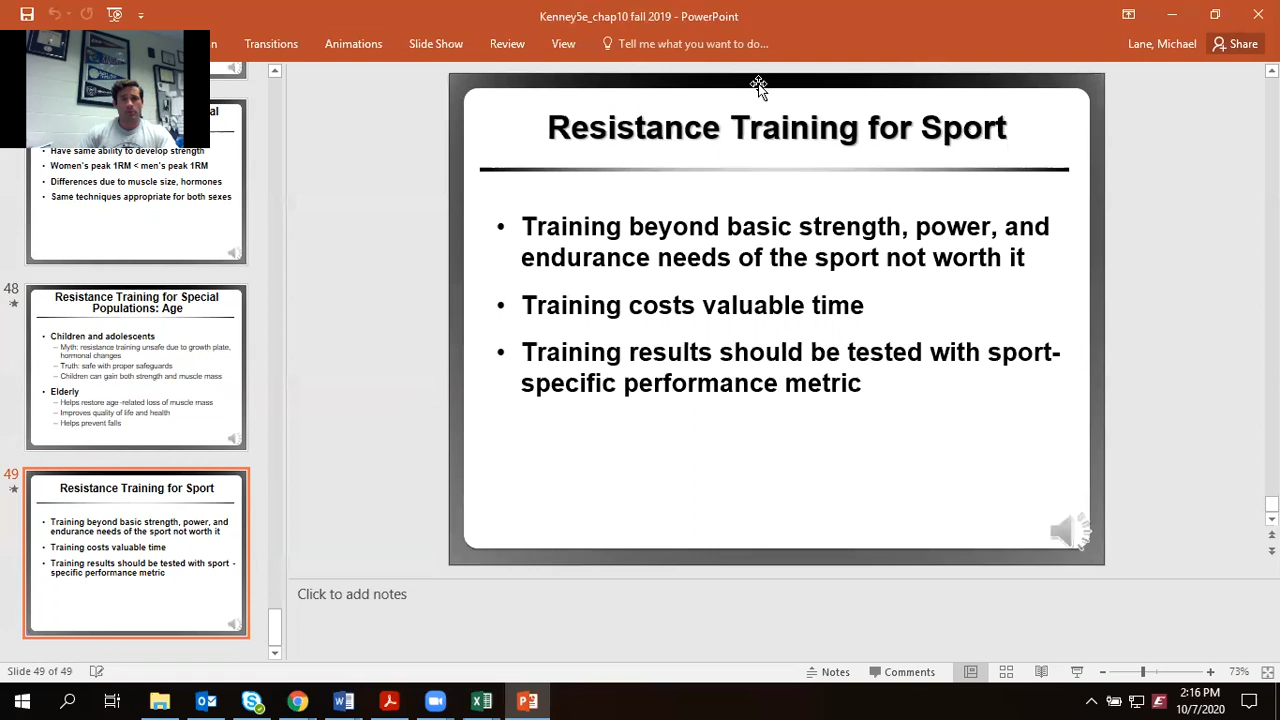 Kenney5e_chap10 fall 2019 - PowerPoint
Transitions Animations Slide Show Review View Tell me what you want to do... Lane, Michael Share
Have same ability to develop strength
• Women's peak 1RM < men's peak 1RM
• Differences due to muscle size, hormones
• Same techniques appropriate for both sexes
48
Resistance Training for Special
Populations: Age
• Children and adolescents
– Myth: resistance training unsafe due to growth plate,
hormonal changes
– Truth: safe with proper safeguards
– Children can gain both strength and muscle mass
• Elderly
– Helps restore age -related loss of muscle mass
– Improves quality of life and health
– Helps prevent falls
49
Resistance Training for Sport
• Training beyond basic strength, power, and
endurance needs of the sport not worth it
• Training costs valuable time
• Training results should be tested with sport -
specific performance metric
Resistance Training for Sport
• Training beyond basic strength, power, and
endurance needs of the sport not worth it
• Training costs valuable time
• Training results should be tested with sport-
specific performance metric
Click to add notes
Slide 49 of 49 Notes Comments 73%
2:16 PM
10/7/2020